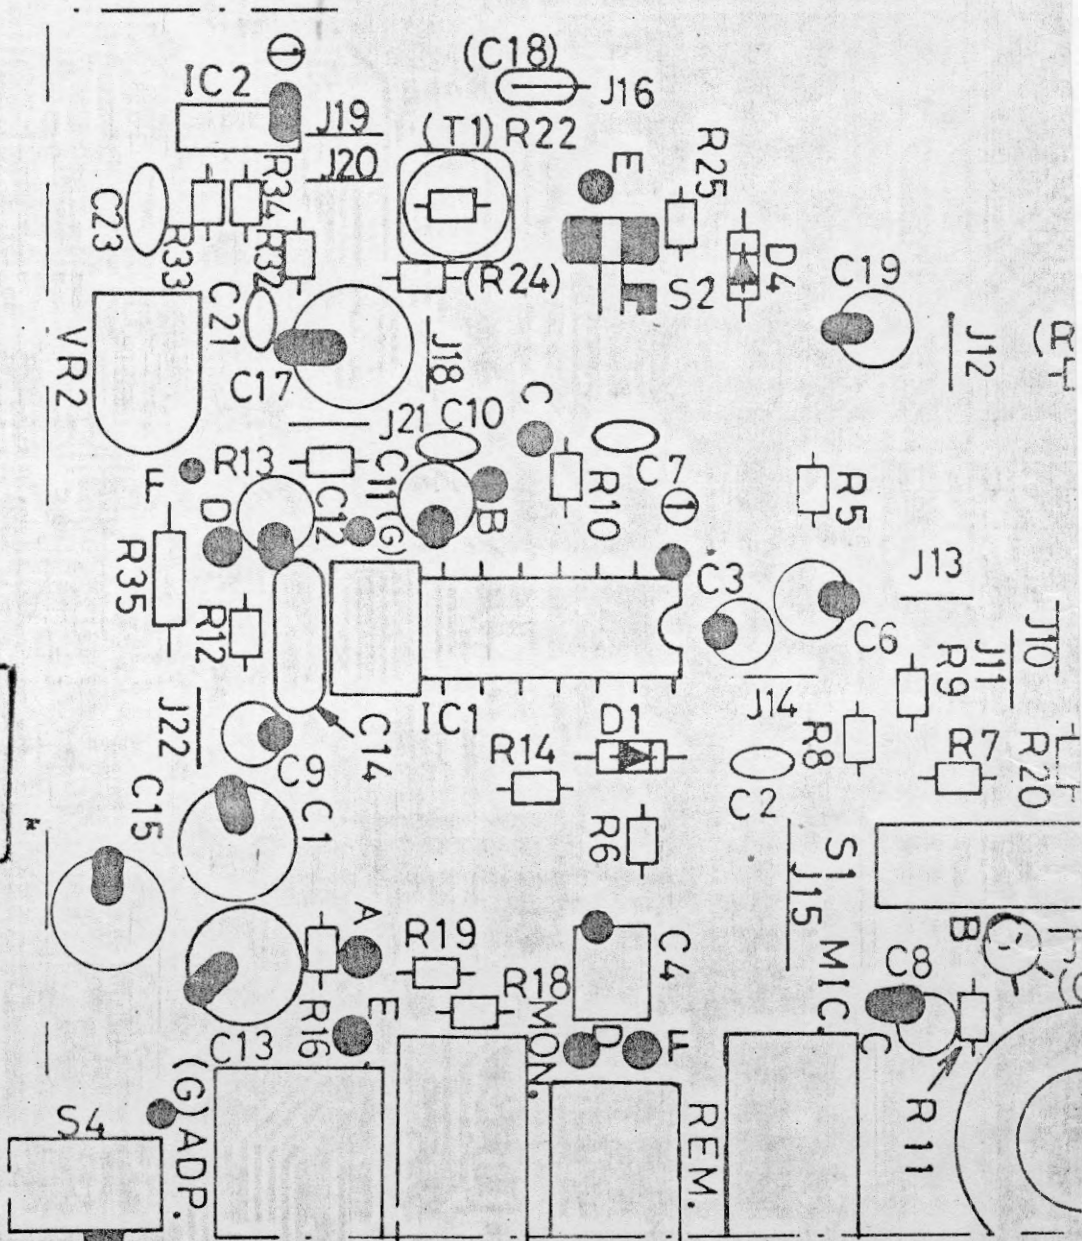 ①
(C18)
IC2
J16
J19
(T1) R22
J20
E
R25
C23
R34
R33
R32
(R24)
S2
D4
C19
C21
F
VR2
C17
J18
J12
J21
C10
C
F
R13
C11
C7
D
C12
(G)
B
R10
①
R5
R35
C3
J13
R12
C6
J10
J11
R9
J22
C14
IC1
D1
J14
R8
R7
R20
C9
R14
C15
C1
C2
R6
S1
J15
A
R19
C4
B
R16
E
R18
MIC.
C8
C13
MON.
D
F
C
(G)
R11
S4
ADP.
REM.